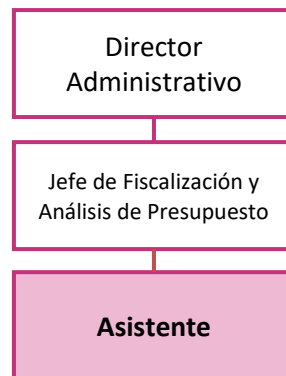 Director
Administrativo
Jefe de Fiscalización y
Análisis de Presupuesto
Asistente